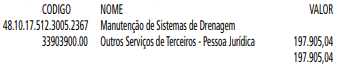 CODIGO NOME VALOR
48.10.17.512.3005.2367 Manutenção de Sistemas de Drenagem
33903900.00 Outros Serviços de Terceiros - Pessoa Jurídica 197.905,04
197.905,04